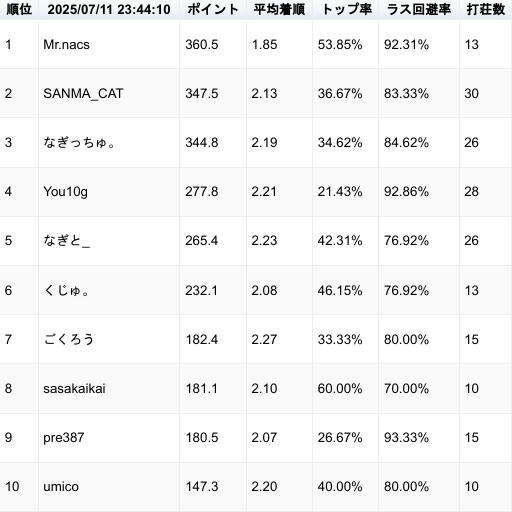 順位 2025/07/11 23:44:10 ポイント 平均着順 トップ率 ラス回避率 打荘数
1 Mr.nacs 360.5 1.85 53.85% 92.31% 13
2 SANMA_CAT 347.5 2.13 36.67% 83.33% 30
3 なぎっちゅ。 344.8 2.19 34.62% 84.62% 26
4 You10g 277.8 2.21 21.43% 92.86% 28
5 なぎと_ 265.4 2.23 42.31% 76.92% 26
6 くじゅ。 232.1 2.08 46.15% 76.92% 13
7 ごくろう 182.4 2.27 33.33% 80.00% 15
8 sasakaikai 181.1 2.10 60.00% 70.00% 10
9 pre387 180.5 2.07 26.67% 93.33% 15
10 umico 147.3 2.20 40.00% 80.00% 10